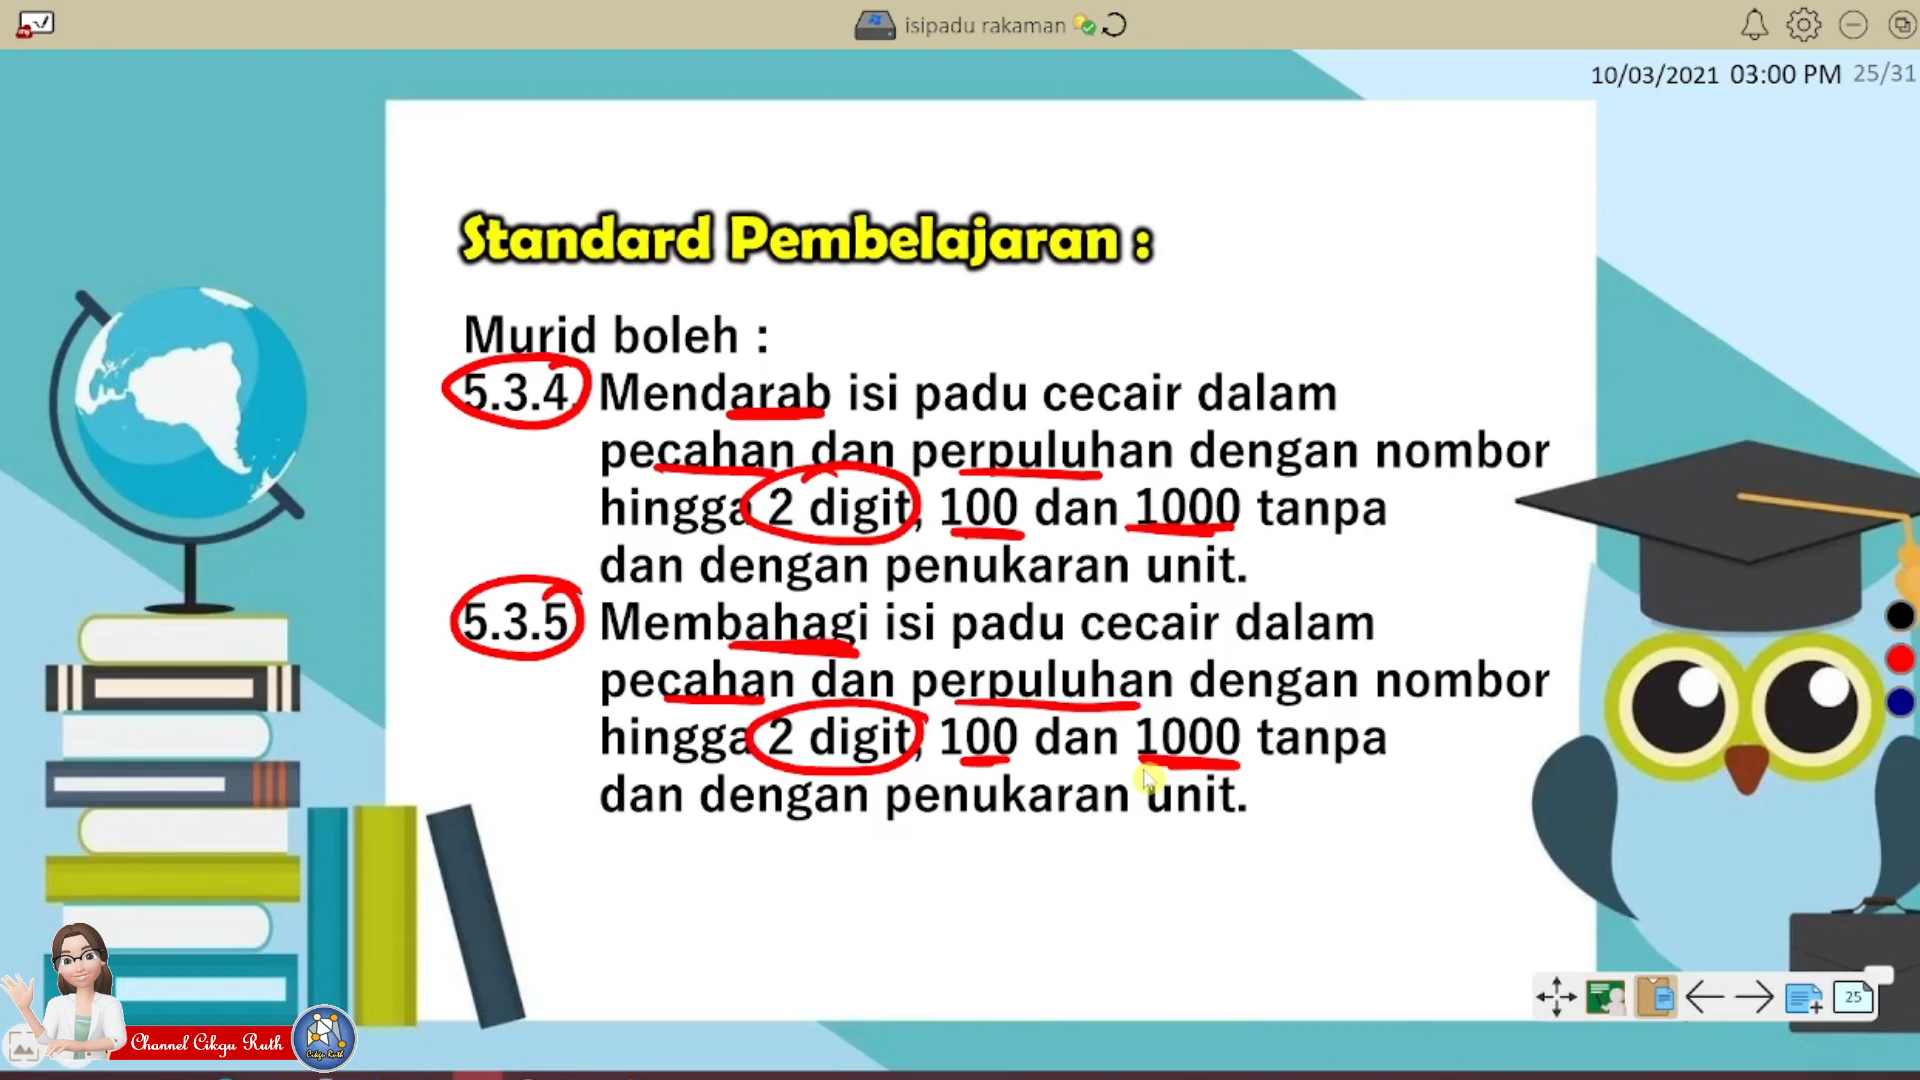 isipadu rakaman
10/03/2021 03:00 PM 25/31
Standard Pembelajaran :
Murid boleh :
5.3.4. Mendarab isi padu cecair dalam
pecahan dan perpuluhan dengan nombor
hingga 2 digit, 100 dan 1000 tanpa
dan dengan penukaran unit.
5.3.5 Membahagi isi padu cecair dalam
pecahan dan perpuluhan dengan nombor
hingga 2 digit, 100 dan 1000 tanpa
dan dengan penukaran unit.
25
Channel Cikgu Ruth
Cikgu Ruth